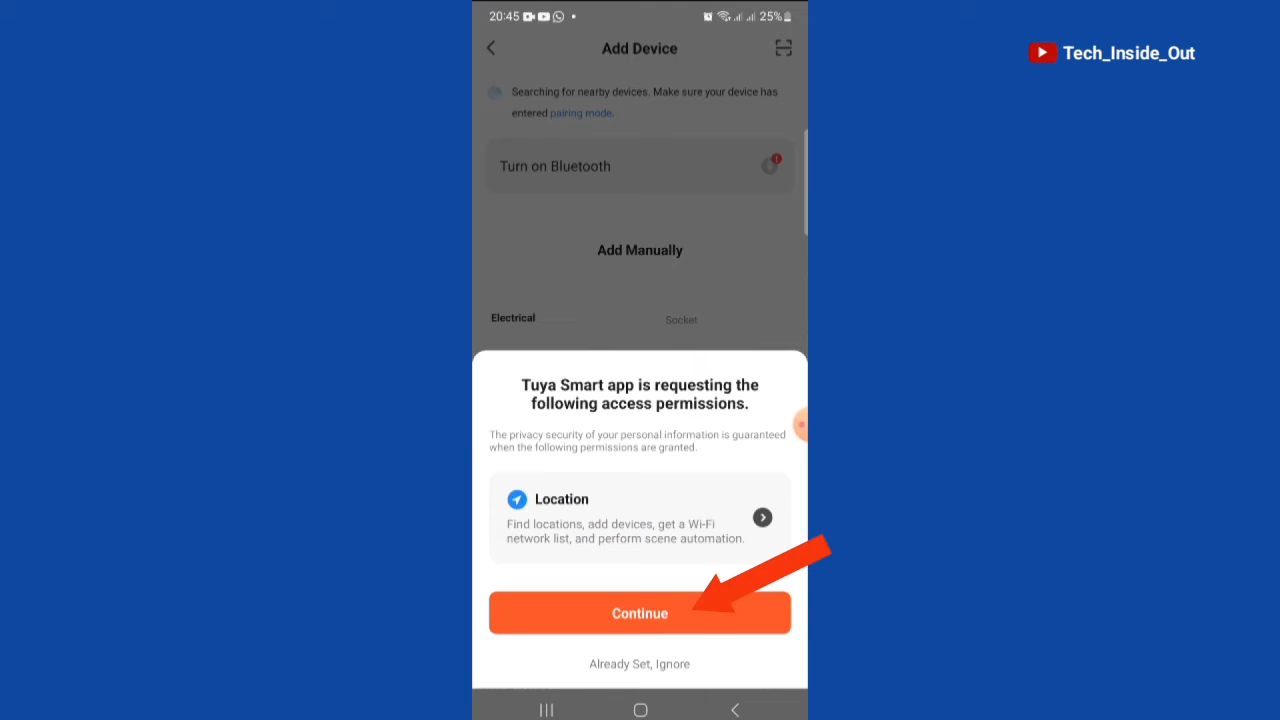 20:45
25%
Tech_Inside_Out
Add Device
Searching for nearby devices. Make sure your device has
entered pairing mode.
Turn on Bluetooth
Add Manually
Electrical
Socket
Tuya Smart app is requesting the
following access permissions.
The privacy security of your personal information is guaranteed
when the following permissions are granted.
Location
Find locations, add devices, get a Wi-Fi
network list, and perform scene automation.
Continue
Already Set, Ignore